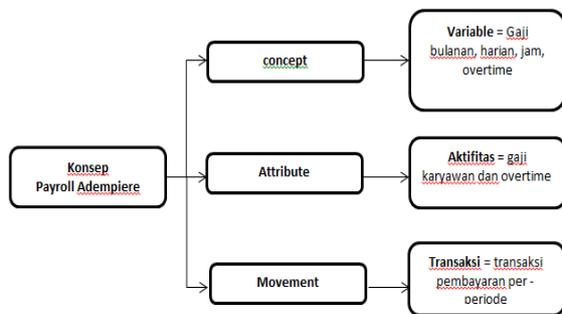 Konsep
Payroll Adempiere
concept
Attribute
Movement
Variable = Gaji
bulanan, harian, jam,
overtime
Aktifitas = gaji
karyawan dan overtime
Transaksi = transaksi
pembayaran per -
periode